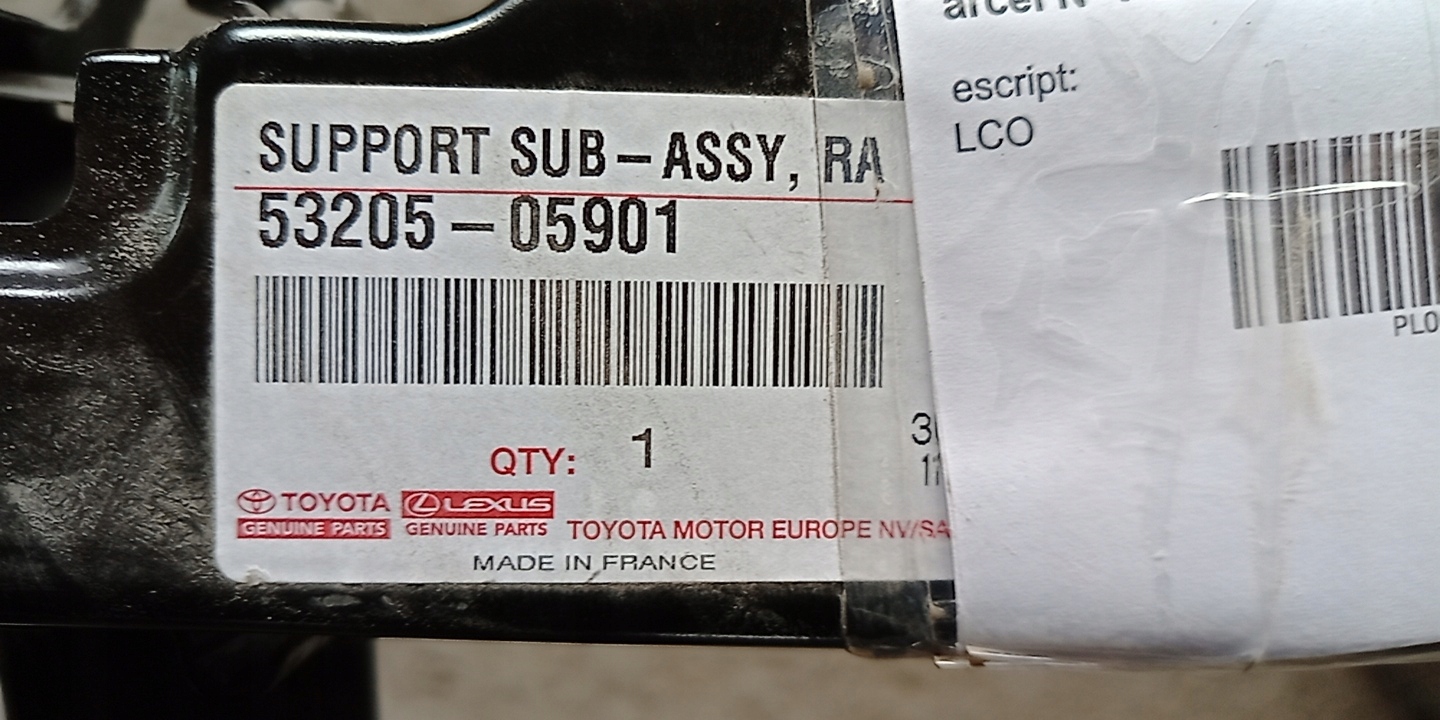 SUPPORT SUB-ASSY, RA
53205-05901
QTY: 1
TOYOTA
GENUINE PARTS
LEXUS
GENUINE PARTS
TOYOTA MOTOR EUROPE NV/SA
MADE IN FRANCE
escript:
LCO
PL0